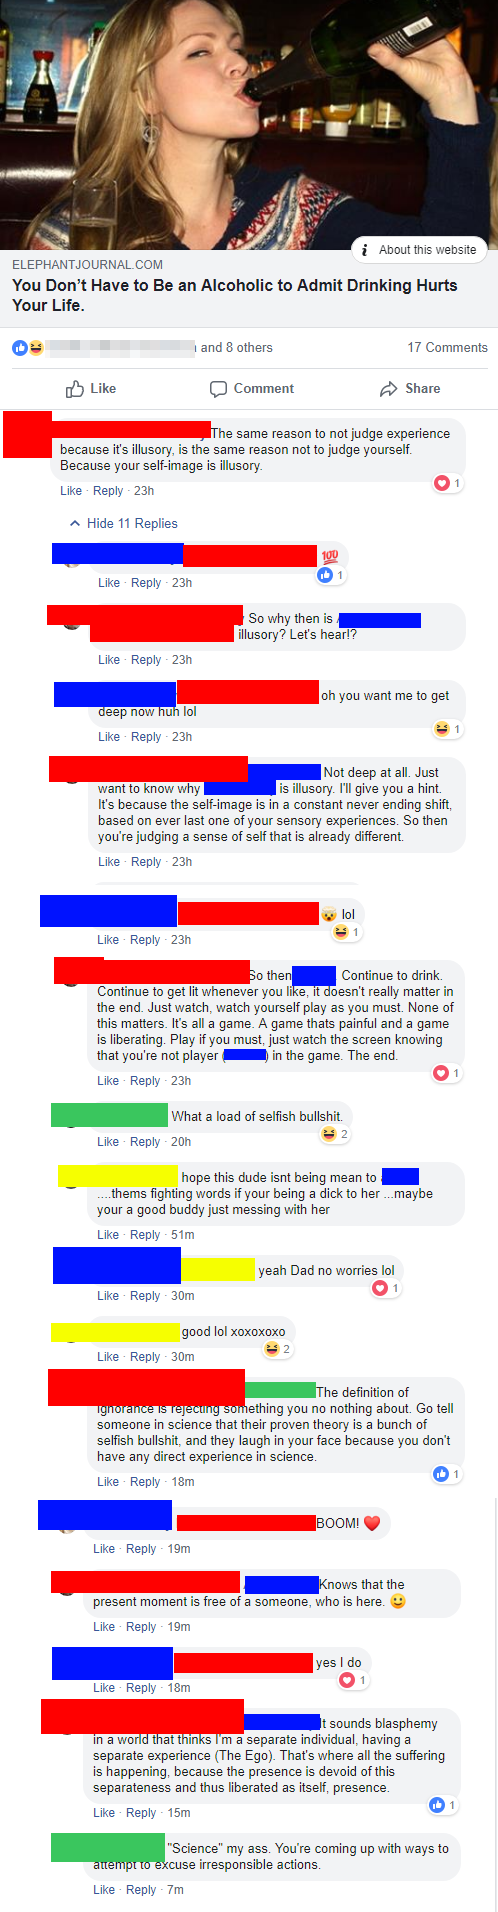 i About this website
ELEPHANTJOURNAL.COM
You Don't Have to Be an Alcoholic to Admit Drinking Hurts
Your Life.
and 8 others 17 Comments
Like Comment Share
The same reason to not judge experience
because it's illusory, is the same reason not to judge yourself.
Because your self-image is illusory.
1
Like · Reply · 23h
Hide 11 Replies
100
1
Like · Reply · 23h
So why then is
illusory? Let's hear!?
Like · Reply · 23h
oh you want me to get
deep now huh lol
1
Like · Reply · 23h
Not deep at all. Just
want to know why is illusory. I'll give you a hint.
It's because the self-image is in a constant never ending shift,
based on ever last one of your sensory experiences. So then
you're judging a sense of self that is already different.
Like · Reply · 23h
lol
1
Like · Reply · 23h
So then Continue to drink.
Continue to get lit whenever you like, it doesn't really matter in
the end. Just watch, watch yourself play as you must. None of
this matters. It's all a game. A game thats painful and a game
is liberating. Play if you must, just watch the screen knowing
that you're not player ( ) in the game. The end.
1
Like · Reply · 23h
What a load of selfish bullshit.
2
Like · Reply · 20h
hope this dude isnt being mean to
....thems fighting words if your being a dick to her ...maybe
your a good buddy just messing with her
Like · Reply · 51m
yeah Dad no worries lol
1
Like · Reply · 30m
good lol xoxoxoxo
2
Like · Reply · 30m
The definition of
ignorance is rejecting something you no nothing about. Go tell
someone in science that their proven theory is a bunch of
selfish bullshit, and they laugh in your face because you don't
have any direct experience in science.
1
Like · Reply · 18m
BOOM!
Like · Reply · 19m
Knows that the
present moment is free of a someone, who is here.
Like · Reply · 19m
yes I do
1
Like · Reply · 18m
It sounds blasphemy
in a world that thinks I'm a separate individual, having a
separate experience (The Ego). That's where all the suffering
is happening, because the presence is devoid of this
separateness and thus liberated as itself, presence.
1
Like · Reply · 15m
"Science" my ass. You're coming up with ways to
attempt to excuse irresponsible actions.
Like · Reply · 7m